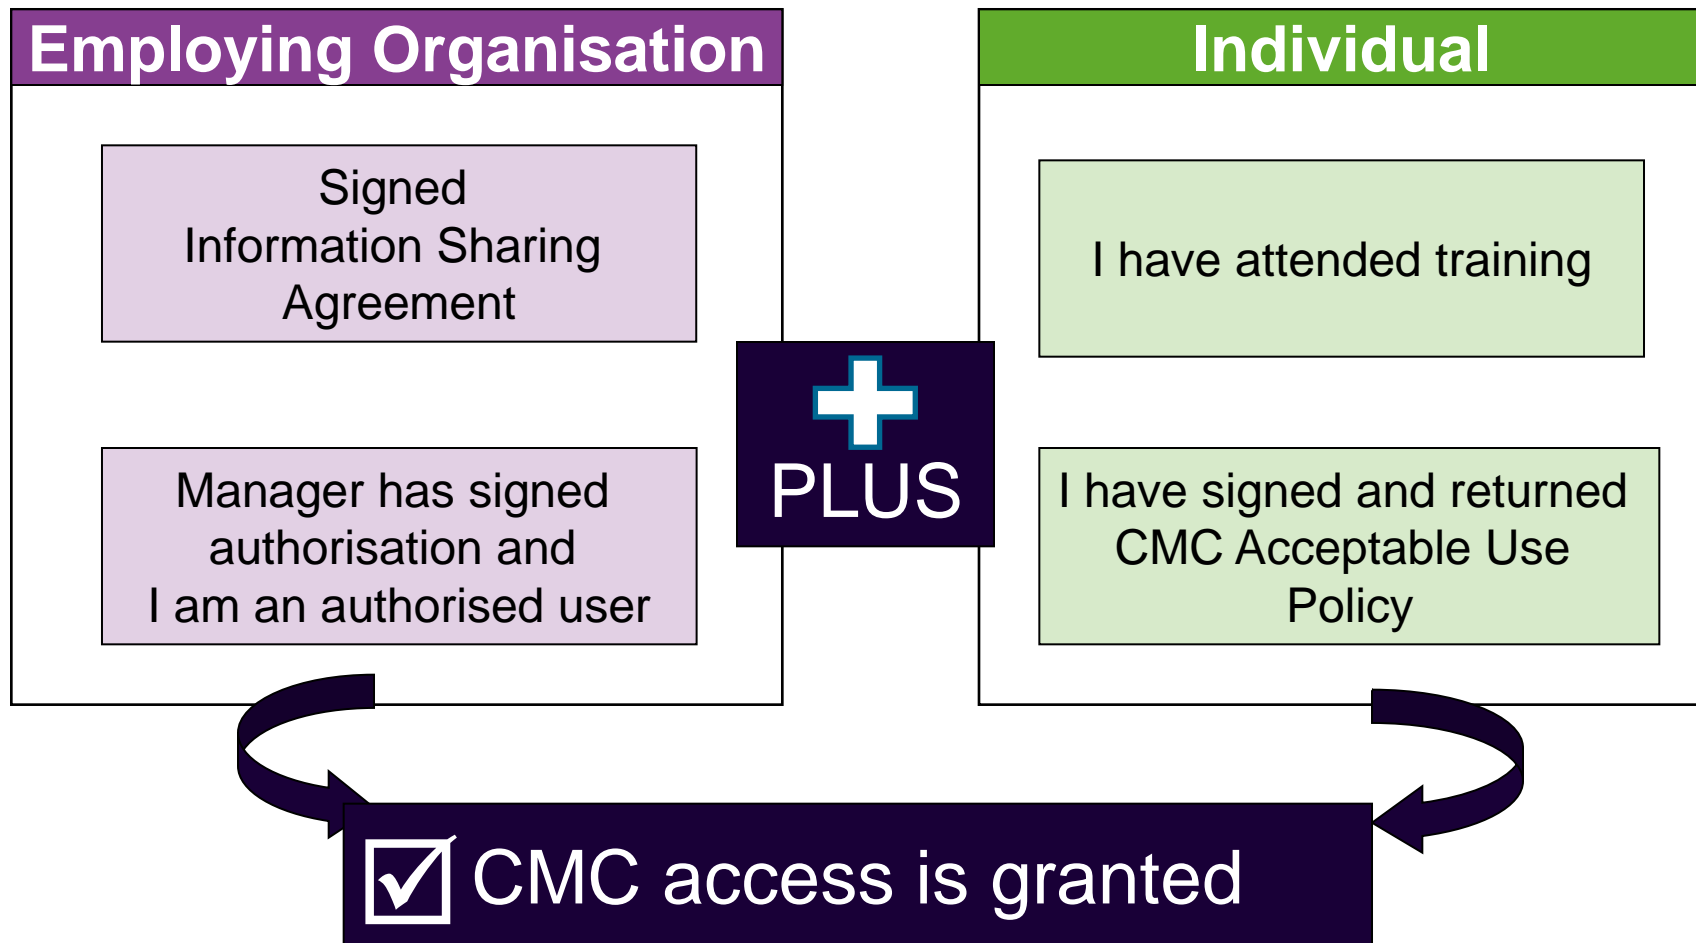 Employing Organisation
Signed
Information Sharing
Agreement
Manager has signed
authorisation and
I am an authorised user
PLUS
Individual
I have attended training
I have signed and returned
CMC Acceptable Use
Policy
CMC access is granted